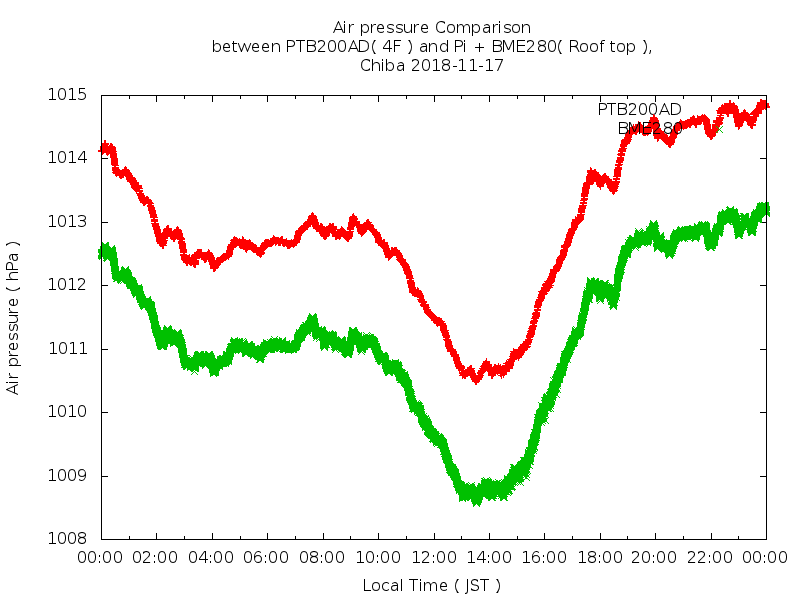 Air pressure Comparison
between PTB200AD( 4F ) and Pi + BME280( Roof top ),
Chiba 2018-11-17
PTB200AD
BME280
1015
1014
1013
1012
1011
1010
1009
1008
Air pressure ( hPa )
00:00 02:00 04:00 06:00 08:00 10:00 12:00 14:00 16:00 18:00 20:00 22:00 00:00
Local Time ( JST )